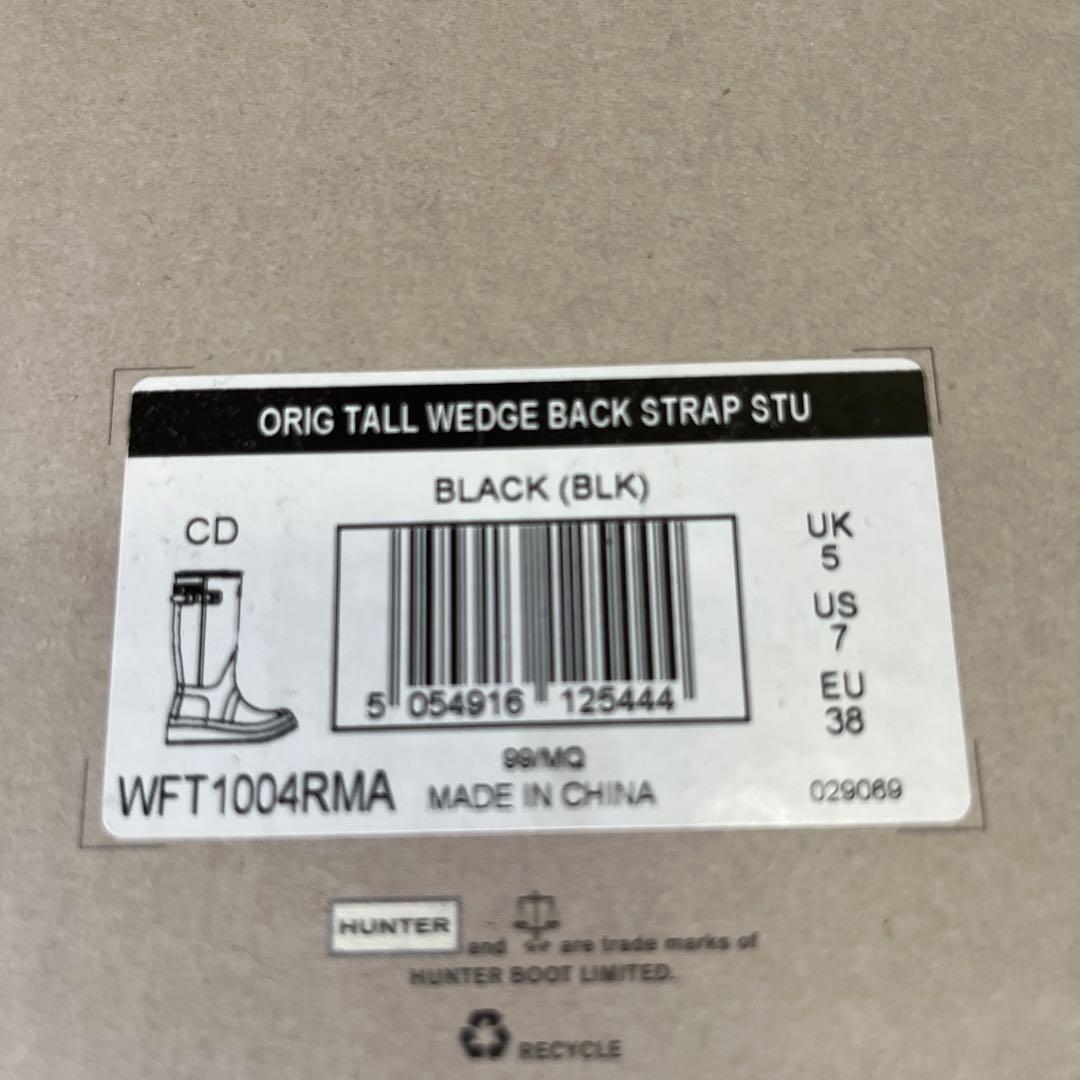 ORIG TALL WEDGE BACK STRAP STU
BLACK (BLK)
CD
UK
5
US
7
EU
38
5 054916 125444
99/MQ
WFT1004RMA
MADE IN CHINA
029069
HUNTER and are trade marks of
HUNTER BOOT LIMITED.
RECYCLE